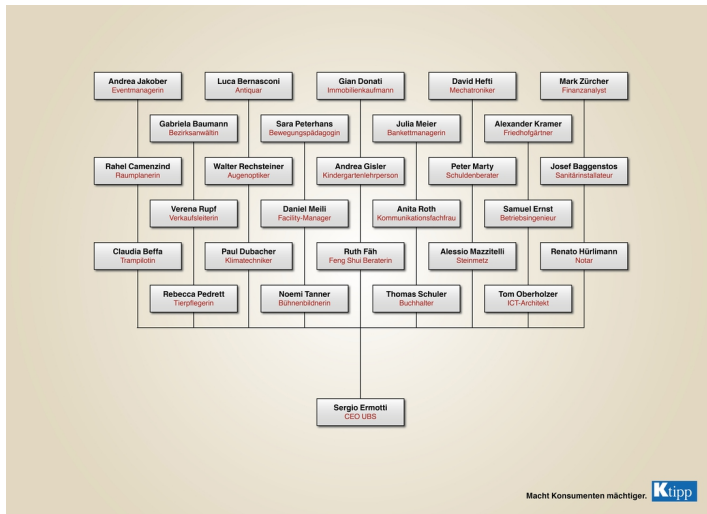 Andrea Jakober
Eventmanagerin
Luca Bernasconi
Antiquar
Gian Donati
Immobilienkaufmann
David Hefti
Mechatroniker
Mark Zürcher
Finanzanalyst
Gabriela Baumann
Bezirksanwältin
Sara Peterhans
Bewegungspädagogin
Julia Meier
Bankettmanagerin
Alexander Kramer
Friedhofgärtner
Rahel Camenzind
Raumplanerin
Walter Rechsteiner
Augenoptiker
Andrea Gisler
Kindergartenlehrperson
Peter Marty
Schuldenberater
Josef Baggenstos
Sanitärinstallateur
Verena Rupf
Verkaufsleiterin
Daniel Meili
Facility-Manager
Anita Roth
Kommunikationsfachfrau
Samuel Ernst
Betriebsingenieur
Claudia Beffa
Trampilotin
Paul Dubacher
Klimatechniker
Ruth Fäh
Feng Shui Beraterin
Alessio Mazzitelli
Steinmetz
Renato Hürlimann
Notar
Rebecca Pedrett
Tierpflegerin
Noemi Tanner
Bühnenbildnerin
Thomas Schuler
Buchhalter
Tom Oberholzer
ICT-Architekt
Sergio Ermotti
CEO UBS
Macht Konsumenten mächtiger. Ktipp